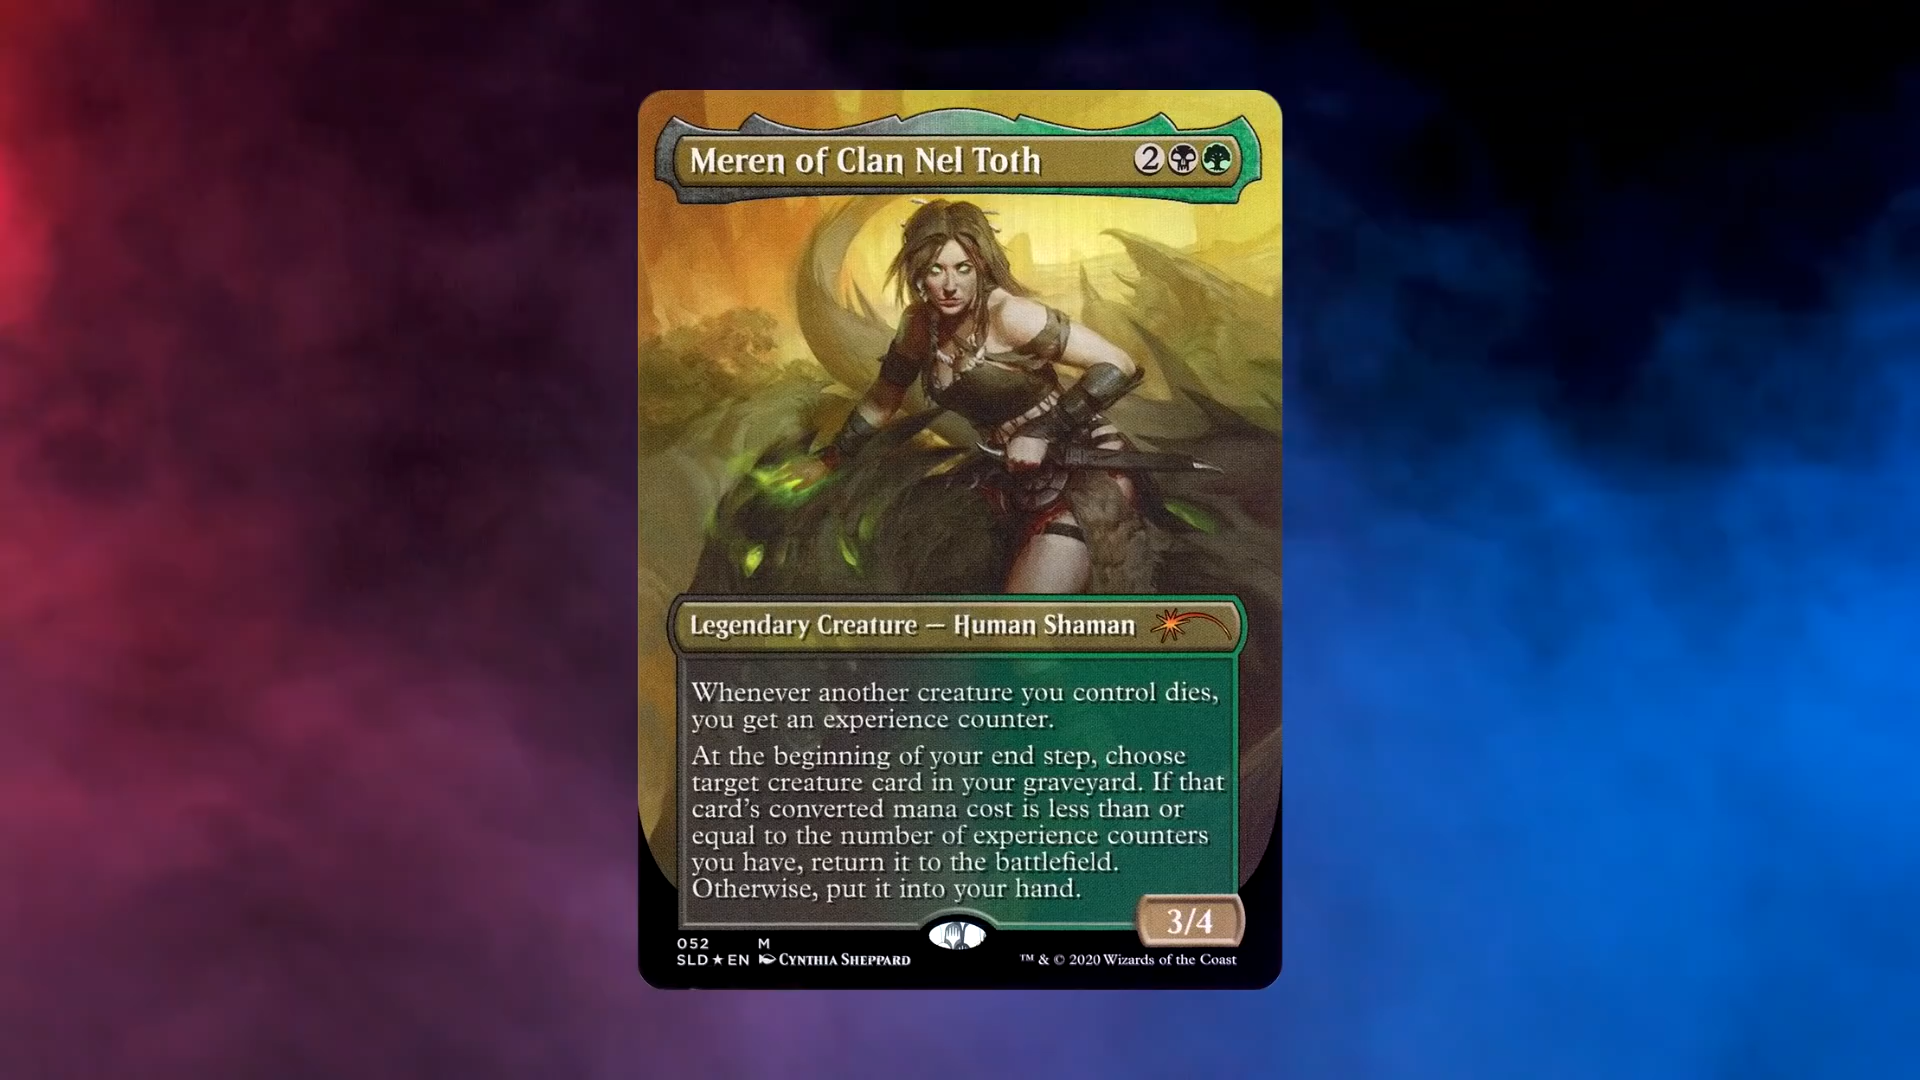 Meren of Clan Nel Toth 2
Legendary Creature — Human Shaman
Whenever another creature you control dies,
you get an experience counter.
At the beginning of your end step, choose
target creature card in your graveyard. If that
card's converted mana cost is less than or
equal to the number of experience counters
you have, return it to the battlefield.
Otherwise, put it into your hand.
3/4
052 M
SLD ★ EN Cynthia Sheppard
™ & © 2020 Wizards of the Coast